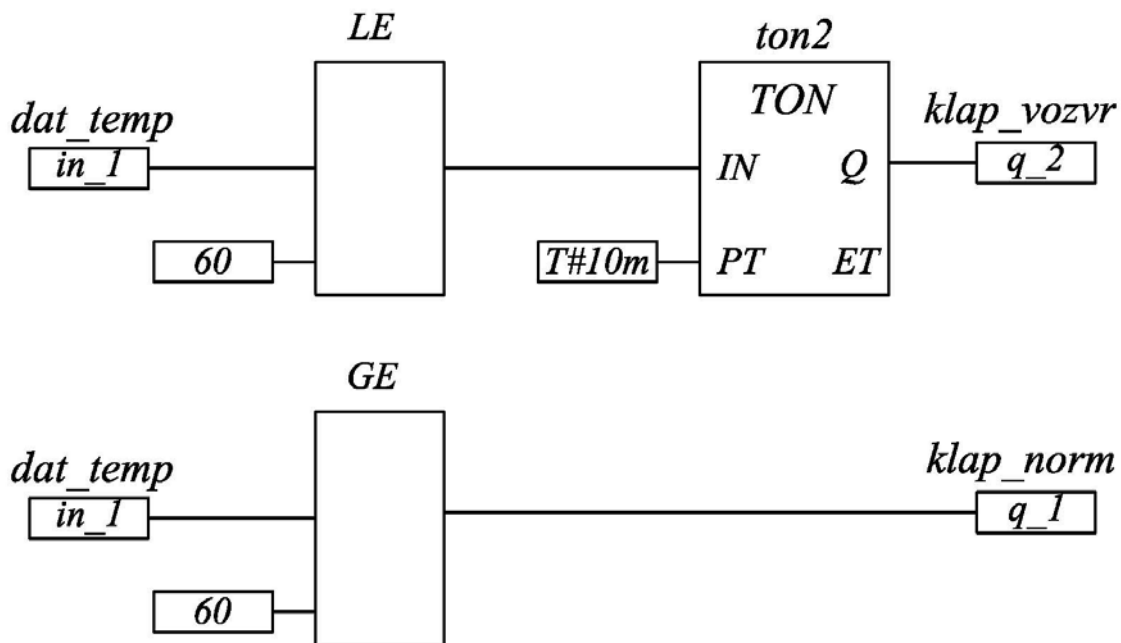 LE
ton2
dat_temp
TON
klap_vozvr
in_1
IN Q
q_2
60
T#10m
PT ET
GE
dat_temp
klap_norm
in_1
q_1
60